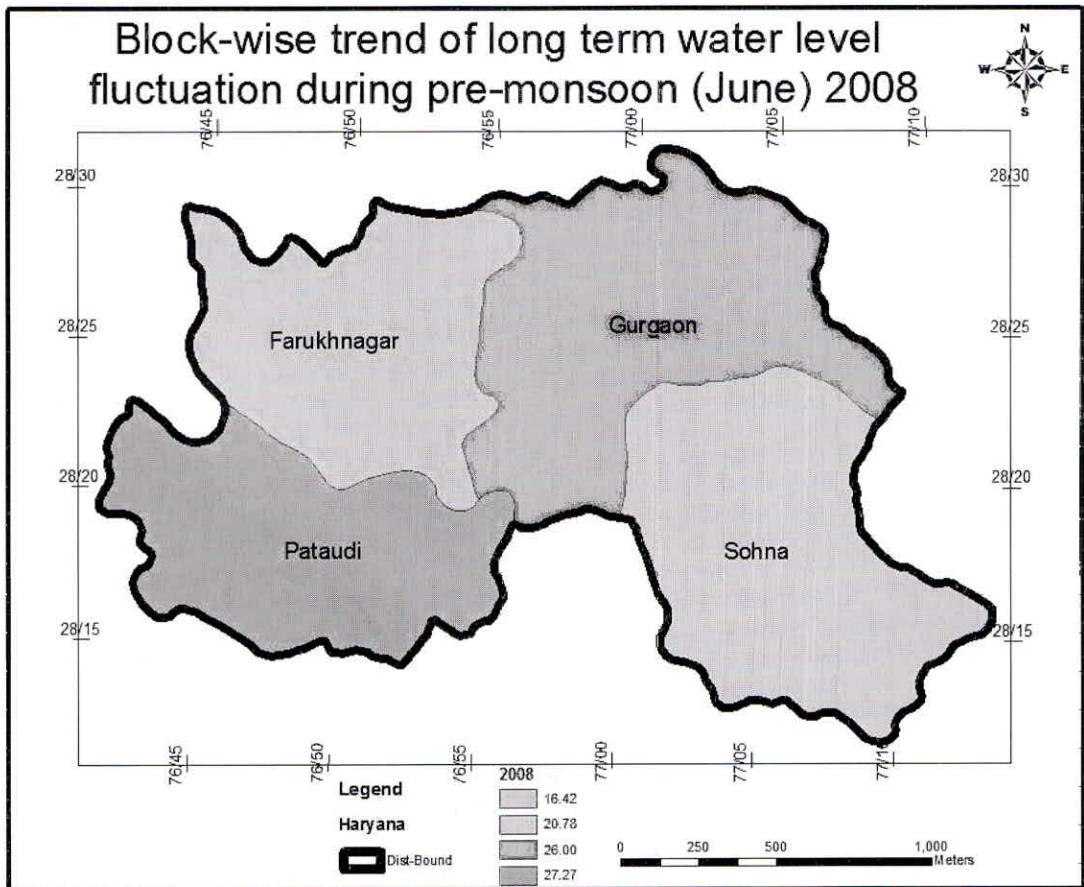 Block-wise trend of long term water level
fluctuation during pre-monsoon (June) 2008
N
W E
S
76/45 76/50 76/55 77/00 77/05 77/10
28/30 28/30
28/25 28/25
Farukhnagar Gurgaon
28/20 28/20
Pataudi Sohna
28/15 28/15
76/45 76/50 76/55 77/00 77/05 77/10
Legend 2008
16.42
Haryana 20.78
Dist-Bound 26.00
27.27
0 250 500 1,000
Meters